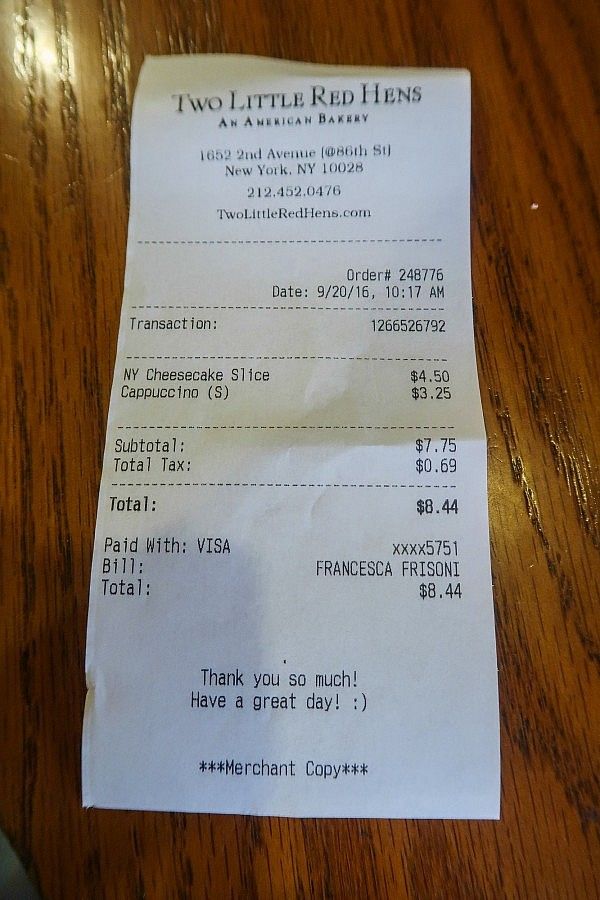 Two Little Red Hens
An American Bakery
1652 2nd Avenue (@86th St)
New York, NY 10028
212.452.0476
TwoLittleRedHens.com
Order# 248776
Date: 9/20/16, 10:17 AM
Transaction: 1266526792
NY Cheesecake Slice $4.50
Cappuccino (S) $3.25
Subtotal: $7.75
Total Tax: $0.69
Total: $8.44
Paid With: VISA xxxx5751
Bill: FRANCESCA FRISONI
Total: $8.44
Thank you so much!
Have a great day! :)
***Merchant Copy***